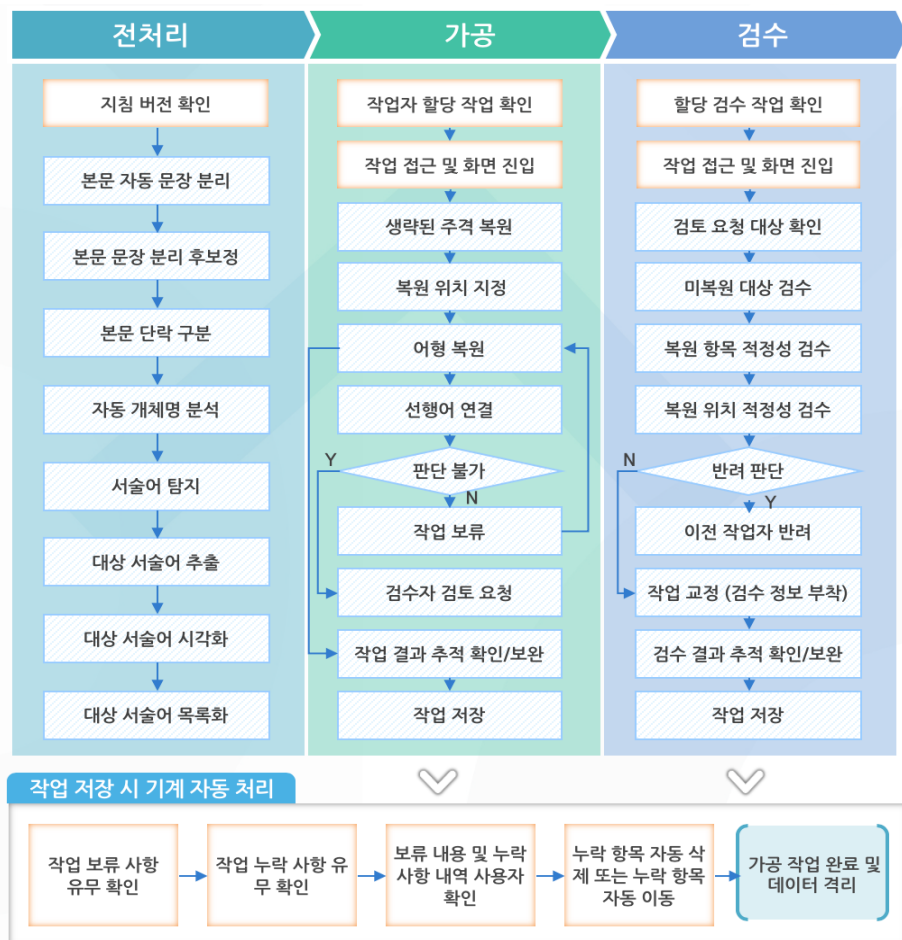 전처리
지침 버전 확인
본문 자동 문장 분리
본문 문장 분리 후보정
본문 단락 구분
자동 개체명 분석
서술어 탐지
대상 서술어 추출
대상 서술어 시각화
대상 서술어 목록화
가공
작업자 할당 작업 확인
작업 접근 및 화면 진입
생략된 주격 복원
복원 위치 지정
어형 복원
선행어 연결
Y
판단 불가
N
작업 보류
검수자 검토 요청
작업 결과 추적 확인/보완
작업 저장
검수
할당 검수 작업 확인
작업 접근 및 화면 진입
검토 요청 대상 확인
미복원 대상 검수
복원 항목 적정성 검수
복원 위치 적정성 검수
N
반려 판단
Y
이전 작업자 반려
작업 교정 (검수 정보 부착)
검수 결과 추적 확인/보완
작업 저장
작업 저장 시 기계 자동 처리
작업 보류 사항
유무 확인
작업 누락 사항 유
무 확인
보류 내용 및 누락
사항 내역 사용자
확인
누락 항목 자동 삭
제 또는 누락 항목
자동 이동
가공 작업 완료 및
데이터 격리